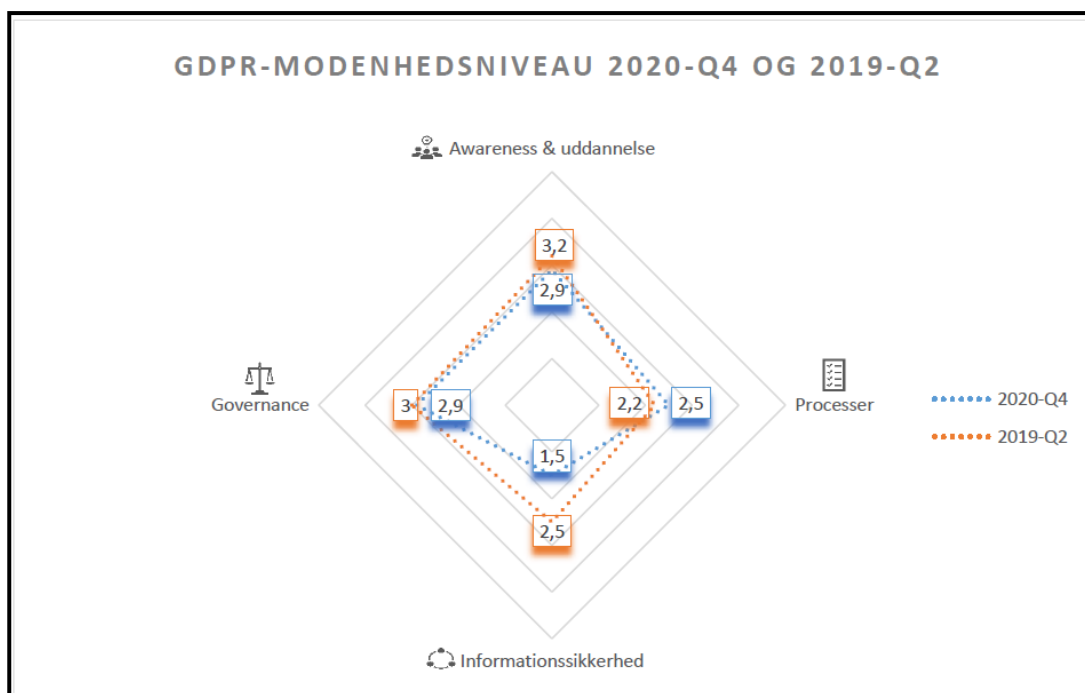 GDPR-MODENHEDSNIVEAU 2020-Q4 OG 2019-Q2
Awareness & uddannelse
3,2
2,9
Governance
3
2,9
2,2
2,5
Processer
2020-Q4
2019-Q2
1,5
2,5
Informationssikkerhed